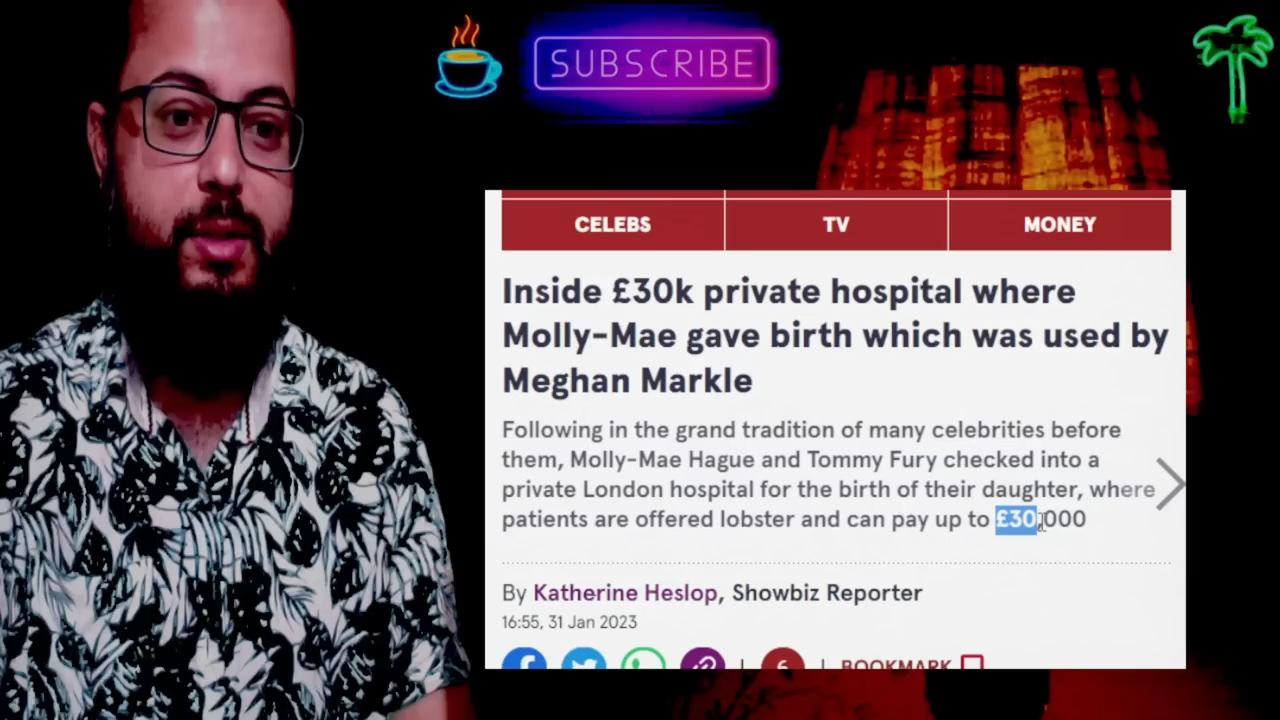 SUBSCRIBE
CELEBS TV MONEY
Inside £30k private hospital where
Molly-Mae gave birth which was used by
Meghan Markle
Following in the grand tradition of many celebrities before
them, Molly-Mae Hague and Tommy Fury checked into a
private London hospital for the birth of their daughter, where
patients are offered lobster and can pay up to £30,000
By Katherine Heslop, Showbiz Reporter
16:55, 31 Jan 2023
6 | BOOKMARK